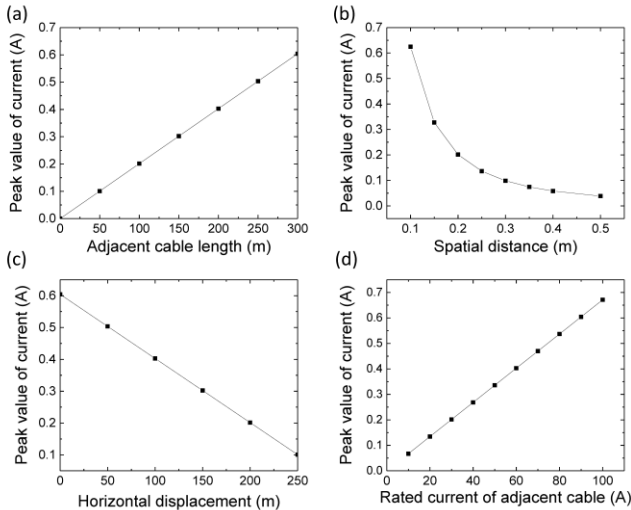 (a)
Peak value of current (A)
0.7
0.6
0.5
0.4
0.3
0.2
0.1
0.0
0 50 100 150 200 250 300
Adjacent cable length (m)
(b)
Peak value of current (A)
0.7
0.6
0.5
0.4
0.3
0.2
0.1
0.0
0.1 0.2 0.3 0.4 0.5
Spatial distance (m)
(c)
Peak value of current (A)
0.6
0.5
0.4
0.3
0.2
0.1
0 50 100 150 200 250
Horizontal displacement (m)
(d)
Peak value of current (A)
0.7
0.6
0.5
0.4
0.3
0.2
0.1
0.0
0 20 40 60 80 100
Rated current of adjacent cable (A)